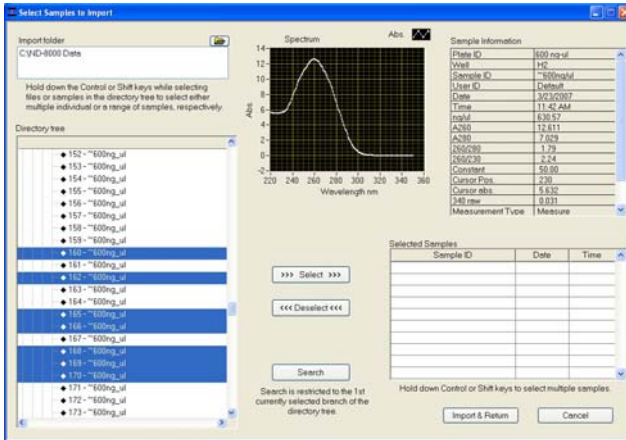 Select Samples to Import
Import folder
C:\ND-8000 Data
Hold down the Control or Shift keys while selecting
files or samples in the directory tree to select either
multiple individual or a range of samples, respectively.
Directory tree
152 - ~600ng_ul
153 - ~600ng_ul
154 - ~600ng_ul
155 - ~600ng_ul
156 - ~600ng_ul
157 - ~600ng_ul
158 - ~600ng_ul
159 - ~600ng_ul
160 - ~600ng_ul
161 - ~600ng_ul
162 - ~600ng_ul
163 - ~600ng_ul
164 - ~600ng_ul
165 - ~600ng_ul
166 - ~600ng_ul
167 - ~600ng_ul
168 - ~600ng_ul
169 - ~600ng_ul
170 - ~600ng_ul
171 - ~600ng_ul
172 - ~600ng_ul
173 - ~600ng_ul
Spectrum
Abs.
Abs.
14
12
10
8
6
4
2
0
-2
220 240 260 280 300 320 340 360
Wavelength nm
>>> Select >>>
<<< Deselect <<<
Search
Search is restricted to the 1st
currently selected branch of the
directory tree.
Sample Information
Plate ID 600 ng-ul
Well H2
Sample ID ~600ng/ul
User ID Default
Date 3/23/2007
Time 11:42 AM
ng/ul 630.57
A260 12.611
A280 7.029
260/280 1.79
260/230 2.24
Constant 50.00
Cursor Pos. 230
Cursor abs. 5.632
340 raw 0.031
Measurement Type Measure
Selected Samples
Sample ID Date Time
Hold down Control or Shift keys to select multiple samples.
Import & Return Cancel